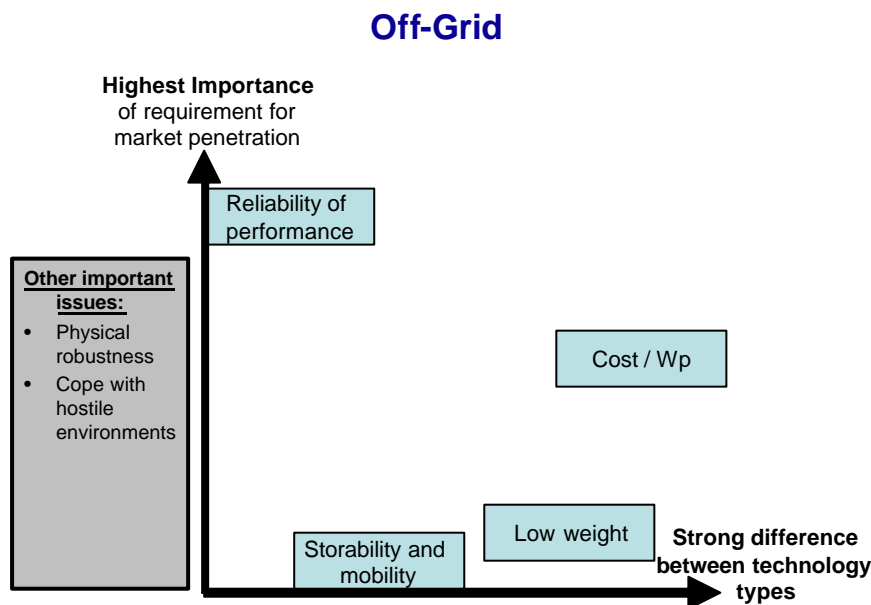 Off-Grid
Highest Importance
of requirement for
market penetration
Reliability of
performance
Other important
issues:
• Physical
robustness
• Cope with
hostile
environments
Cost / Wp
Low weight
Storability and
mobility
Strong difference
between technology
types